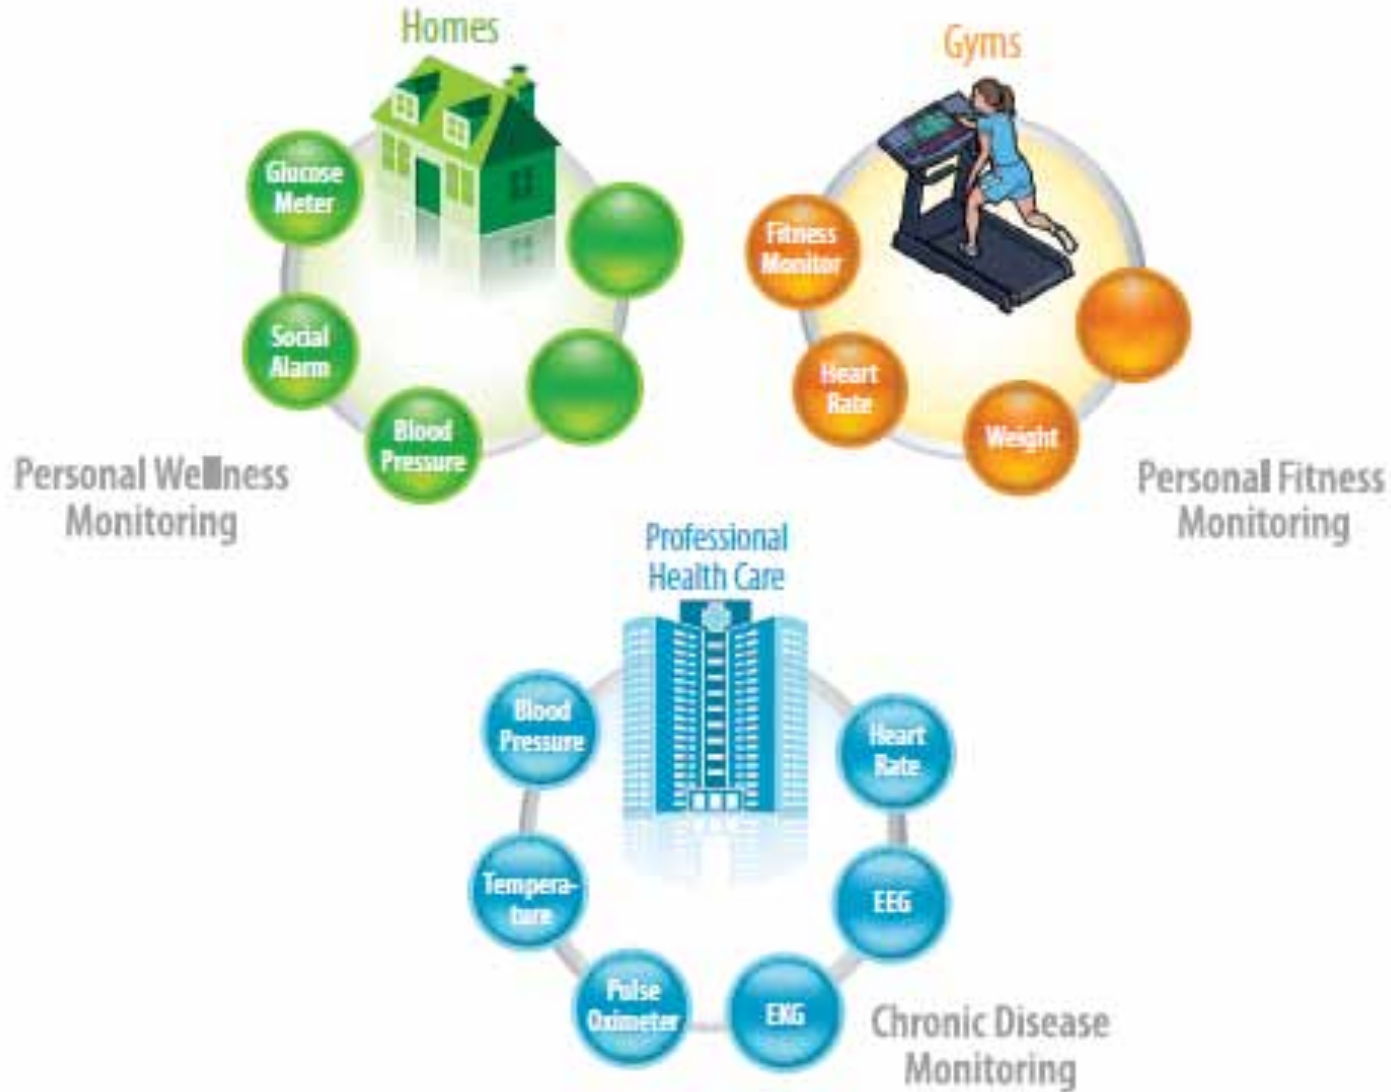 Homes
Glucose
Meter
Social
Alarm
Blood
Pressure
Personal Wellness
Monitoring
Gyms
Fitness
Monitor
Heart
Rate
Weight
Personal Fitness
Monitoring
Professional
Health Care
Blood
Pressure
Tempera-
ture
Pulse
Oximeter
EKG
EEG
Heart
Rate
Chronic Disease
Monitoring